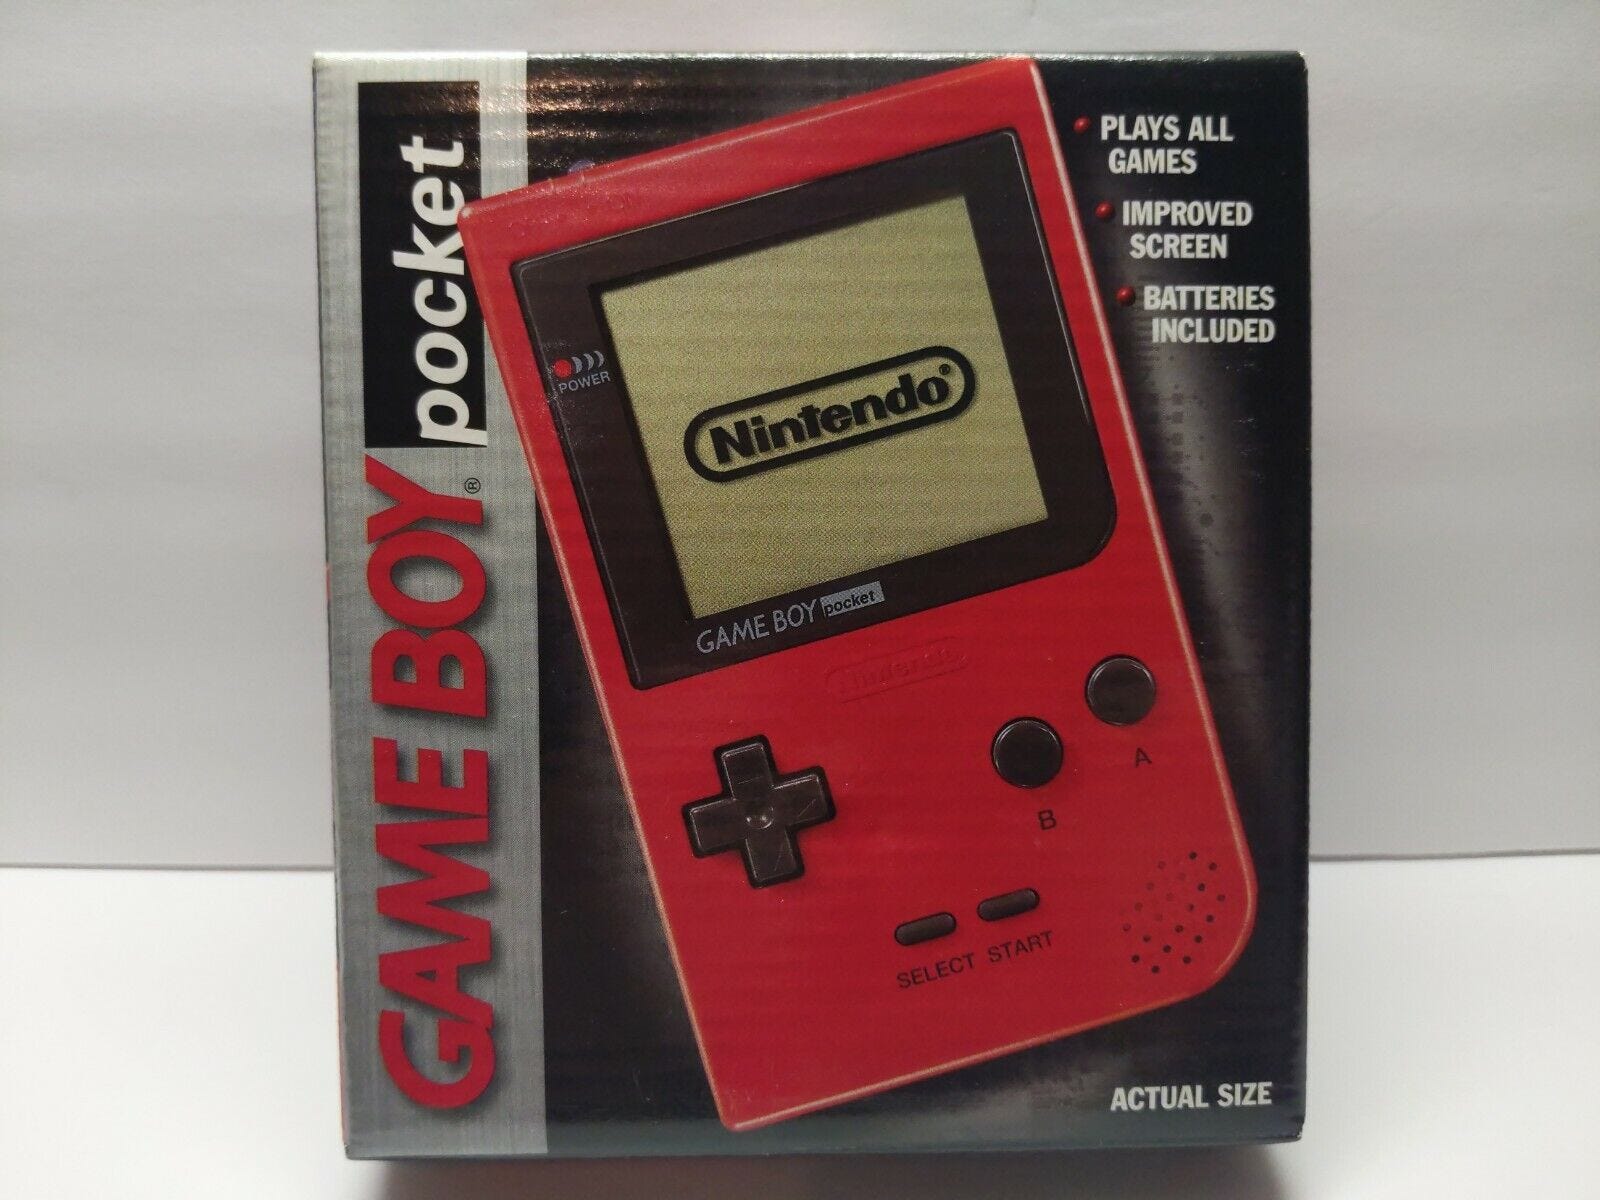 GAME BOY®
pocket
PLAYS ALL
GAMES
IMPROVED
SCREEN
BATTERIES
INCLUDED
POWER
Nintendo®
GAME BOY pocket
Nintendo
A
B
SELECT START
ACTUAL SIZE